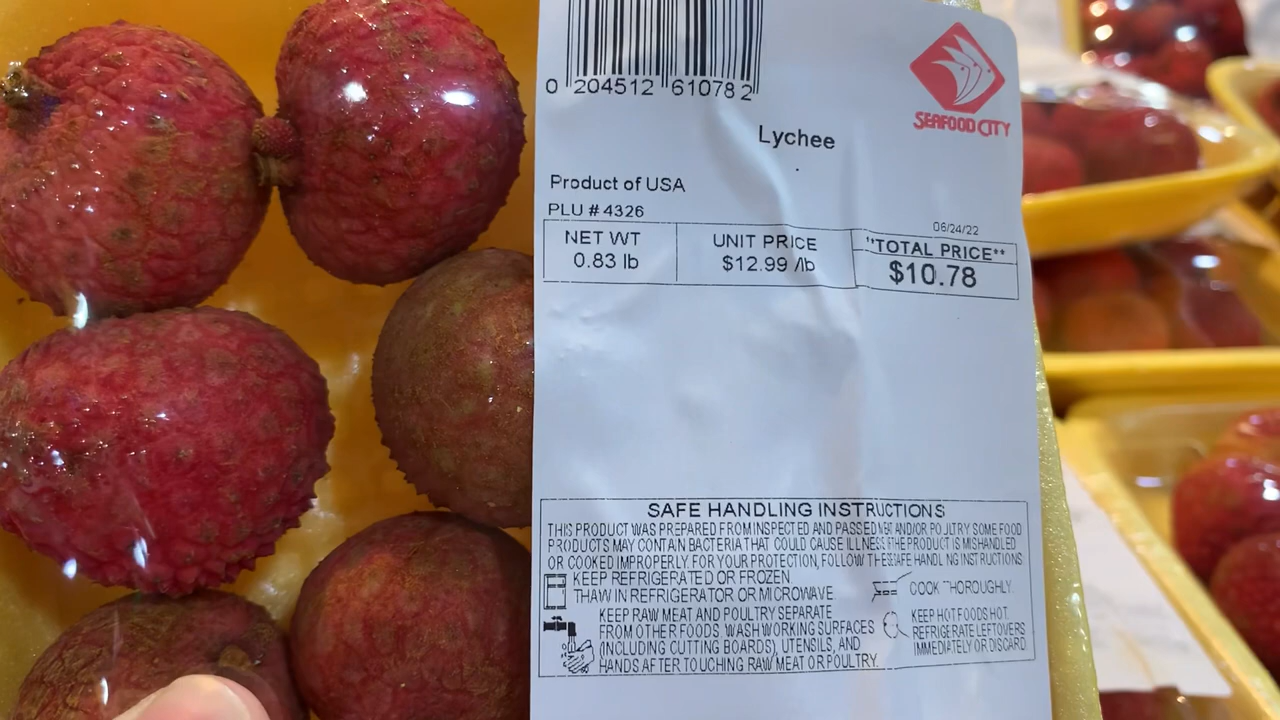 0 204512 61078 2
SEAFOOD CITY
Lychee
Product of USA
PLU # 4326
06/24/22
NET WT
0.83 lb
UNIT PRICE
$12.99 /lb
**TOTAL PRICE**
$10.78
SAFE HANDLING INSTRUCTIONS
THIS PRODUCT WAS PREPARED FROM INSPECTED AND PASSED MEAT AND/OR POULTRY. SOME FOOD
PRODUCTS MAY CONTAIN BACTERIA THAT COULD CAUSE ILLNESS IF THE PRODUCT IS MISHANDLED
OR COOKED IMPROPERLY. FOR YOUR PROTECTION, FOLLOW THESE SAFE HANDLING INSTRUCTIONS.
KEEP REFRIGERATED OR FROZEN.
THAW IN REFRIGERATOR OR MICROWAVE.
COOK THOROUGHLY.
KEEP RAW MEAT AND POULTRY SEPARATE
FROM OTHER FOODS. WASH WORKING SURFACES
(INCLUDING CUTTING BOARDS), UTENSILS, AND
HANDS AFTER TOUCHING RAW MEAT OR POULTRY.
KEEP HOT FOODS HOT.
REFRIGERATE LEFTOVERS
IMMEDIATELY OR DISCARD.